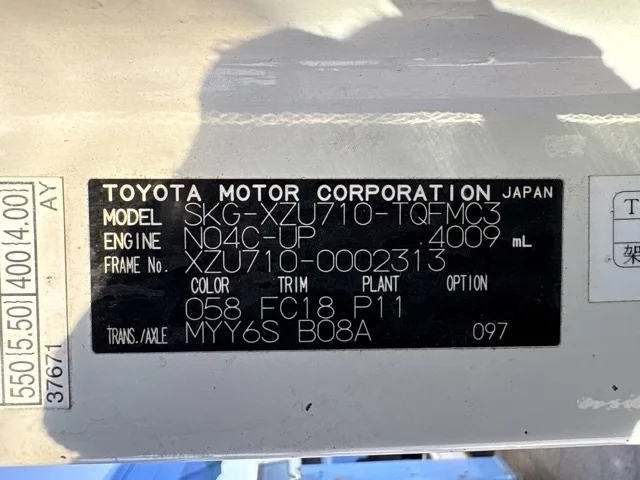 TOYOTA MOTOR CORPORATION JAPAN
MODEL SKG-XZU710-TQFMC3
ENGINE N04C-UP 4009 mL
FRAME No. XZU710-0002313
COLOR TRIM PLANT OPTION
058 FC18 P11
TRANS./AXLE MYY6S B08A 097
550(5.50) 400(4.00)
37671 AY
T
架